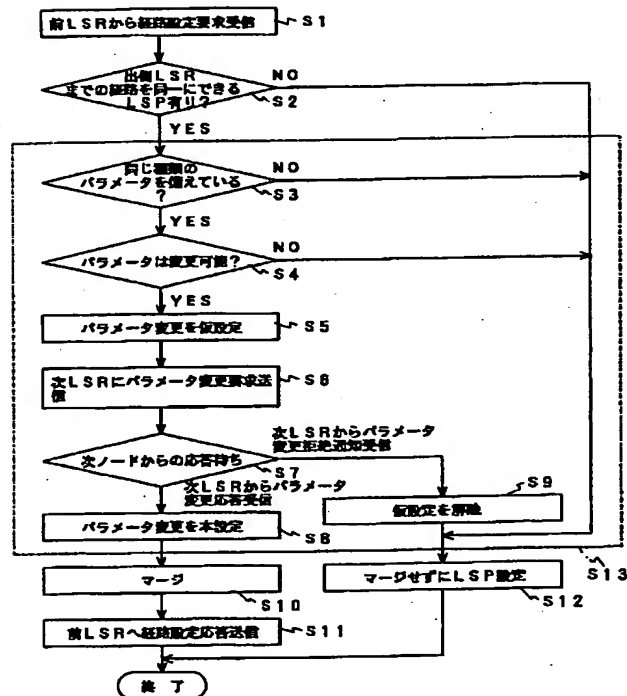 前LSRから経路設定要求受信
S1
出側LSR
までの経路を同一にできる
LSP有り?
NO
S2
YES
同じ種類の
パラメータを備えている
?
NO
S3
YES
パラメータは変更可能?
NO
S4
YES
パラメータ変更を仮設定
S5
次LSRにパラメータ変更要求送
信
S6
次ノードからの応答待ち
S7
次LSRからパラメータ
変更拒絶通知受信
次LSRからパラメータ
変更応答受信
S9
仮設定を解除
パラメータ変更を本設定
S8
S13
マージ
S10
マージせずにLSP設定
S12
前LSRへ経路設定応答送信
S11
終 了